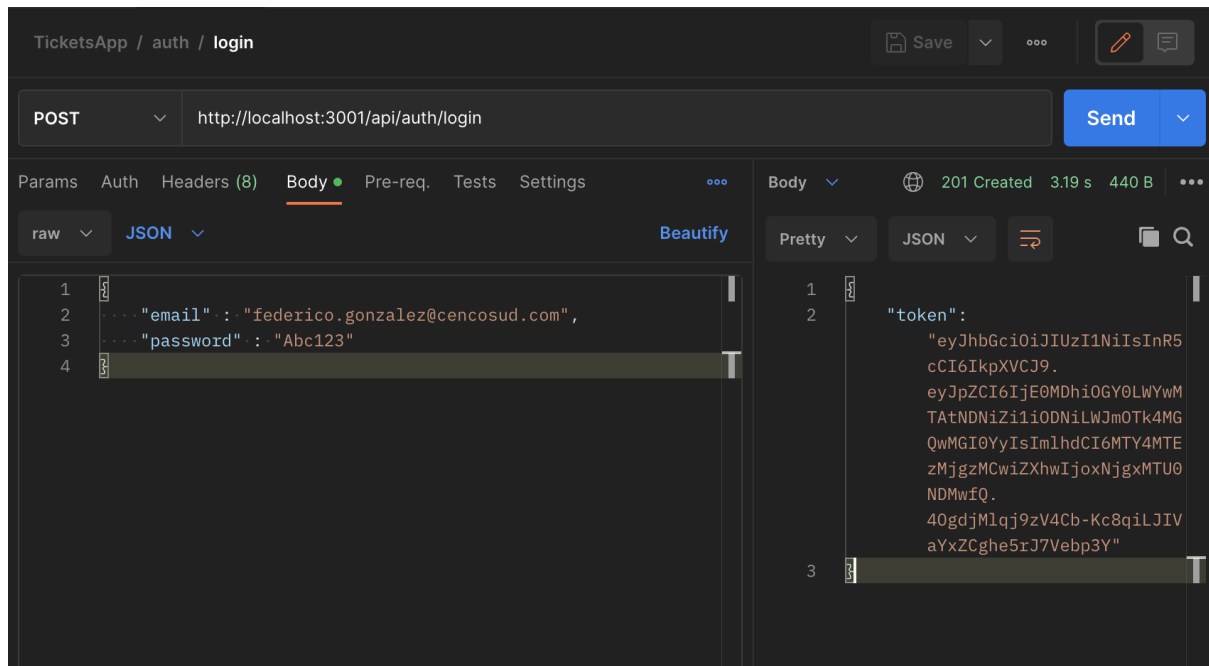 TicketsApp / auth / login
Save
POST
http://localhost:3001/api/auth/login
Send
Params Auth Headers (8) Body Pre-req. Tests Settings
raw JSON Beautify
1 {
2 "email" : "federico.gonzalez@cencosud.com",
3 "password" : "Abc123"
4 }
Body 201 Created 3.19 s 440 B
Pretty JSON
1 {
2 "token":
"eyJhbGciOiJIUzI1NiIsInR5
cCI6IkpXVCJ9.
eyJpZCI6IjE0MDhiOGY0LWYwM
TAtNDNiZi1iODNiLWJmOTk4MG
QwMGI0YyIsImlhdCI6MTY4MTE
zMjgzMCwiZXhwIjoxNjgxMTU0
NDMwfQ.
4OgdjMlqj9zV4Cb-Kc8qiLJIV
aYxZCghe5rJ7Vebp3Y"
3 }